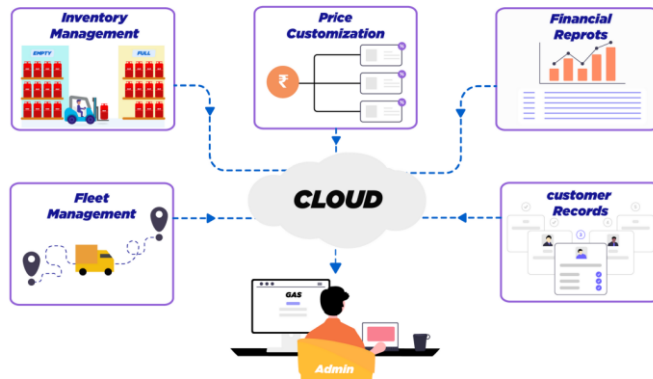 Inventory
Management
EMPTY
FULL
Price
Customization
₹
%
%
%
Financial
Reprots
Fleet
Management
CLOUD
customer
Records
GAS
Admin